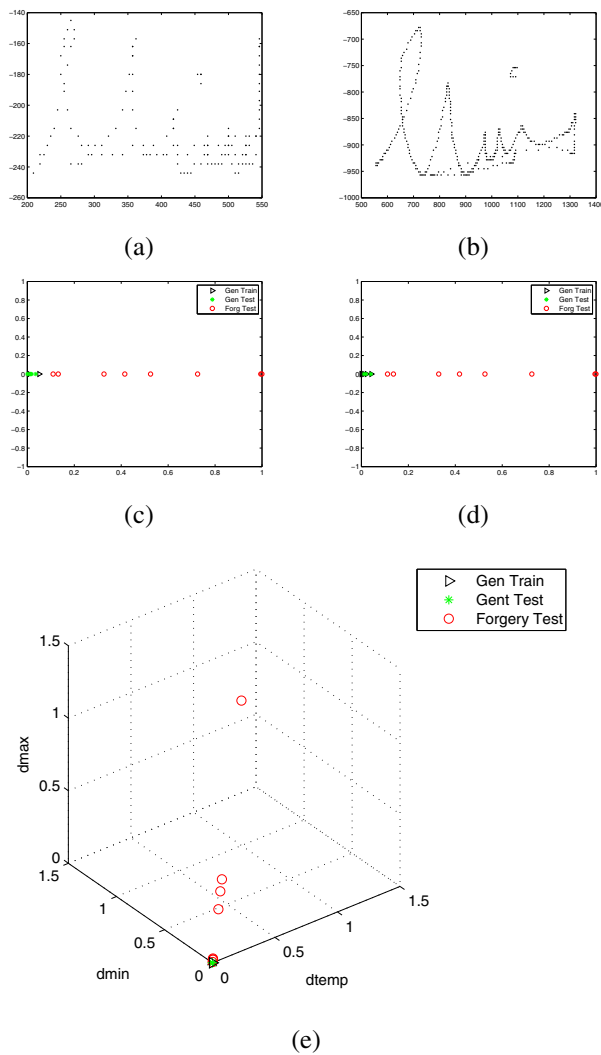 −140
−160
−180
−200
−220
−240
−260
200 250 300 350 400 450 500 550
(a)
−650
−700
−750
−800
−850
−900
−950
−1000
500 600 700 800 900 1000 1100 1200 1300 1400
(b)
1
0.8
0.6
0.4
0.2
0
−0.2
−0.4
−0.6
−0.8
−1
0 0.2 0.4 0.6 0.8 1
Gen Train
Gen Test
Forg Test
(c)
1
0.8
0.6
0.4
0.2
0
−0.2
−0.4
−0.6
−0.8
−1
0 0.2 0.4 0.6 0.8 1
Gen Train
Gen Test
Forg Test
(d)
Gen Train
Gent Test
Forgery Test
1.5
1
0.5
0
dmax
1.5
1
0.5
0
dmin
0
0.5
1
1.5
dtemp
(e)